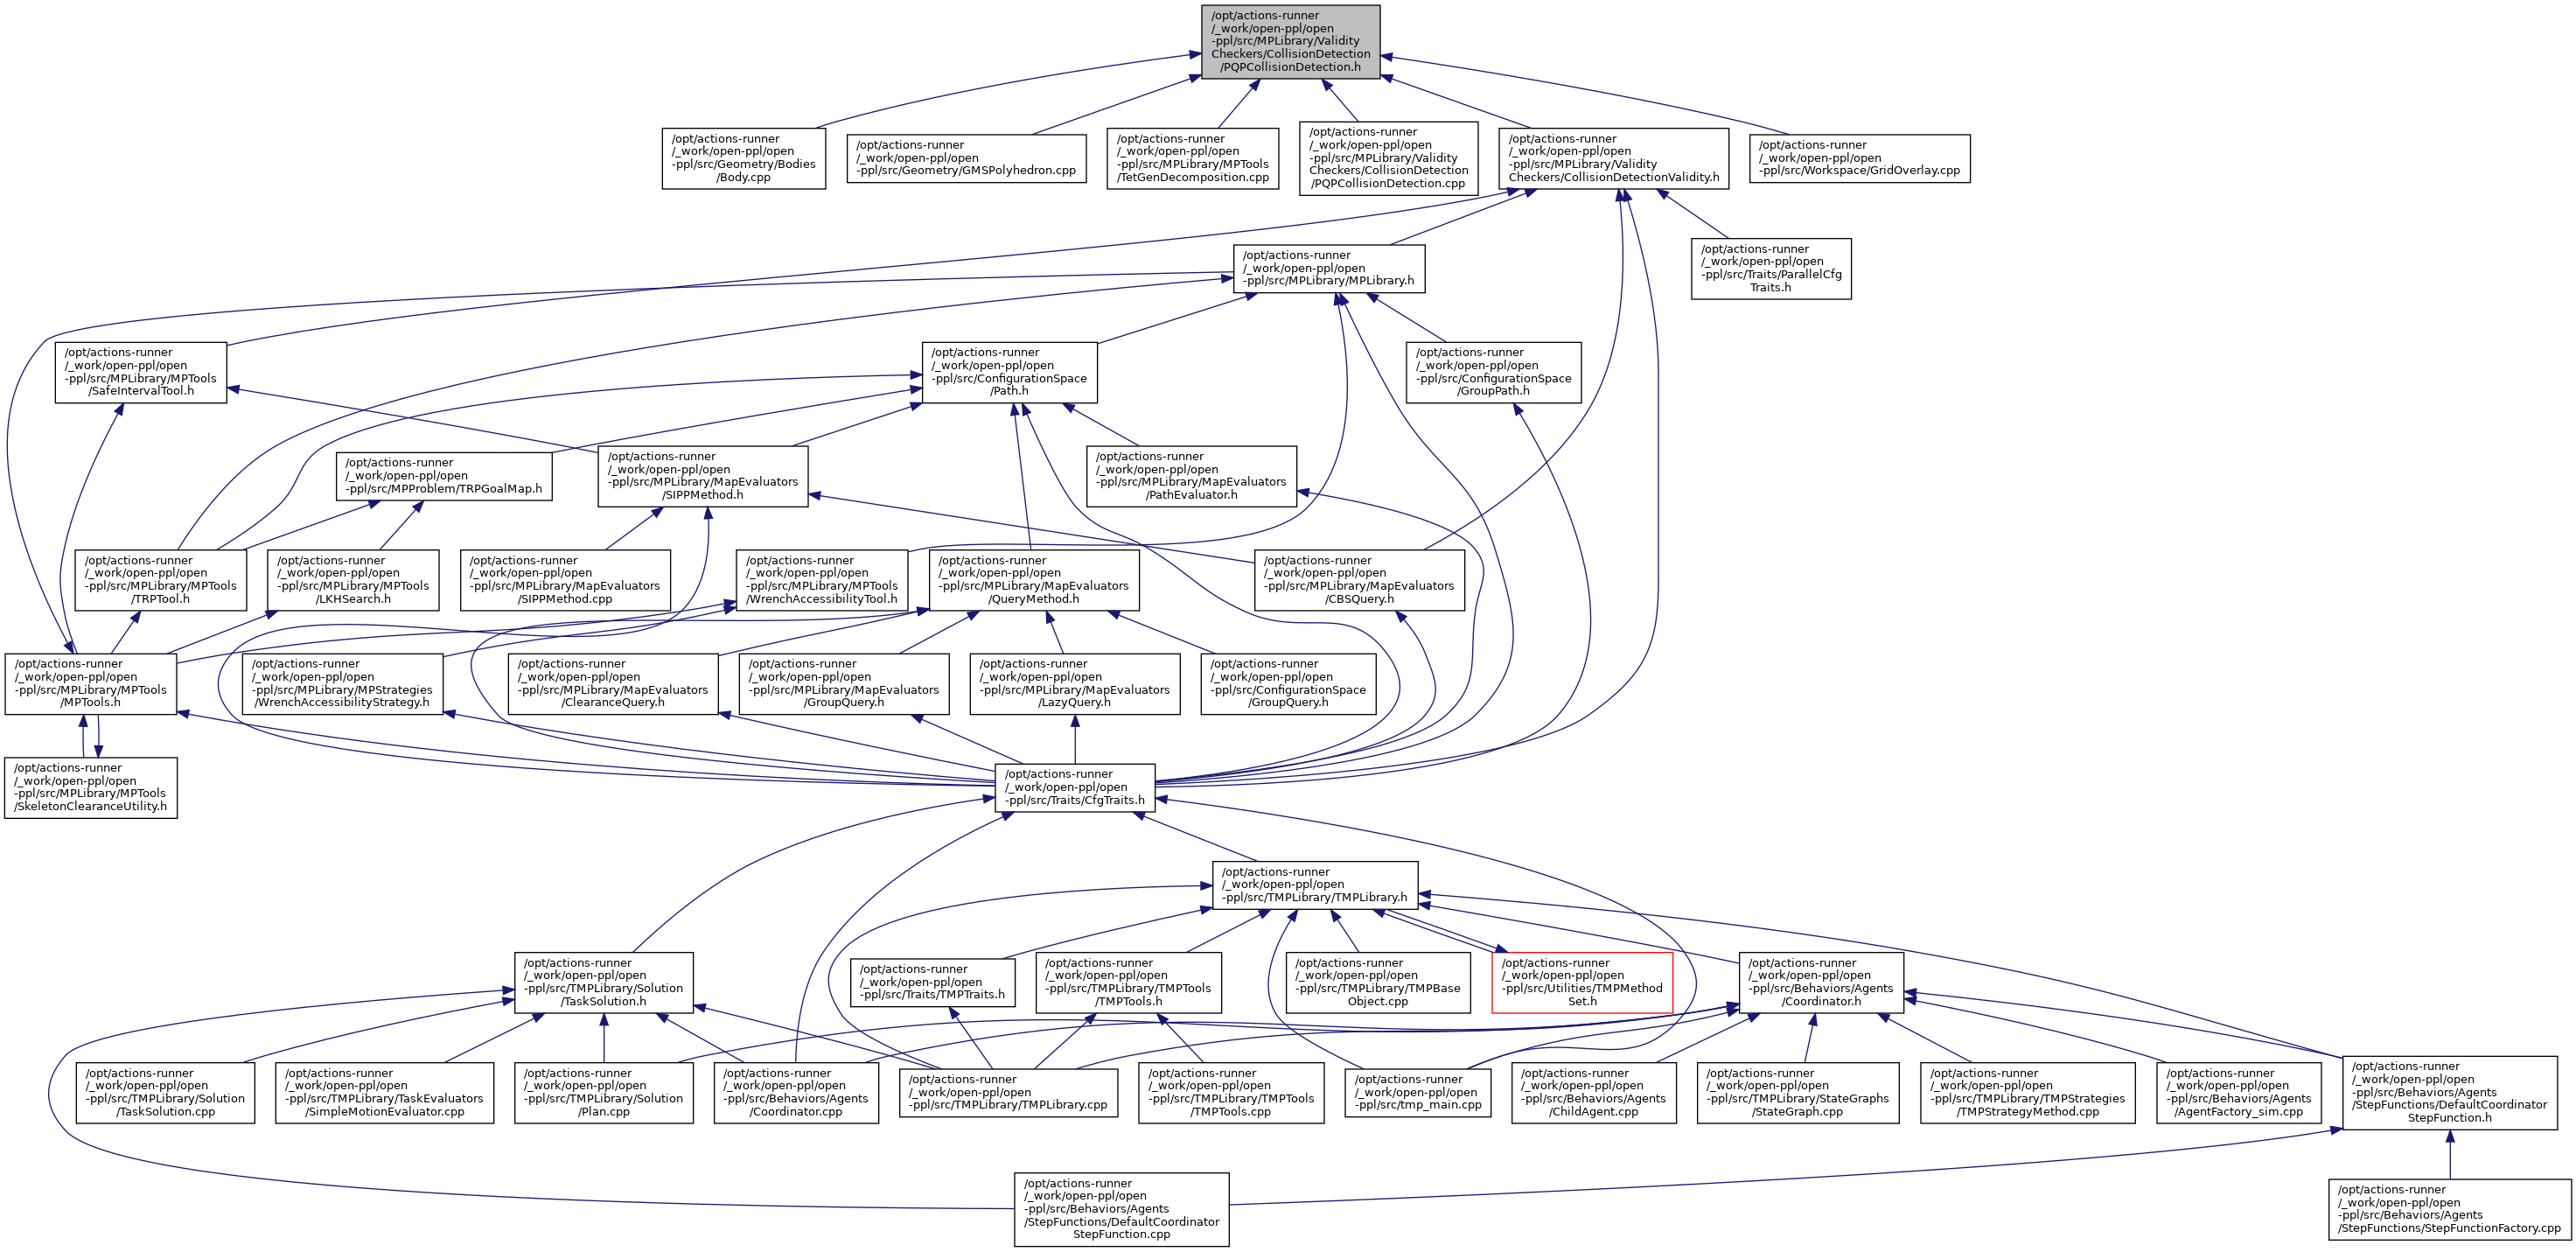 /opt/actions-runner
/_work/open-ppl/open
-ppl/src/MPLibrary/Validity
Checkers/CollisionDetection
/PQPCollisionDetection.h
/opt/actions-runner
/_work/open-ppl/open
-ppl/src/Geometry/Bodies
/Body.cpp
/opt/actions-runner
/_work/open-ppl/open
-ppl/src/Geometry/GMSPolyhedron.cpp
/opt/actions-runner
/_work/open-ppl/open
-ppl/src/MPLibrary/MPTools
/TetGenDecomposition.cpp
/opt/actions-runner
/_work/open-ppl/open
-ppl/src/MPLibrary/Validity
Checkers/CollisionDetection
/PQPCollisionDetection.cpp
/opt/actions-runner
/_work/open-ppl/open
-ppl/src/MPLibrary/Validity
Checkers/CollisionDetectionValidity.h
/opt/actions-runner
/_work/open-ppl/open
-ppl/src/Workspace/GridOverlay.cpp
/opt/actions-runner
/_work/open-ppl/open
-ppl/src/MPLibrary/MPLibrary.h
/opt/actions-runner
/_work/open-ppl/open
-ppl/src/Traits/ParallelCfg
Traits.h
/opt/actions-runner
/_work/open-ppl/open
-ppl/src/MPLibrary/MPTools
/SafeIntervalTool.h
/opt/actions-runner
/_work/open-ppl/open
-ppl/src/ConfigurationSpace
/Path.h
/opt/actions-runner
/_work/open-ppl/open
-ppl/src/ConfigurationSpace
/GroupPath.h
/opt/actions-runner
/_work/open-ppl/open
-ppl/src/MPProblem/TRPGoalMap.h
/opt/actions-runner
/_work/open-ppl/open
-ppl/src/MPLibrary/MapEvaluators
/SIPPMethod.h
/opt/actions-runner
/_work/open-ppl/open
-ppl/src/MPLibrary/MapEvaluators
/PathEvaluator.h
/opt/actions-runner
/_work/open-ppl/open
-ppl/src/MPLibrary/MPTools
/TRPTool.h
/opt/actions-runner
/_work/open-ppl/open
-ppl/src/MPLibrary/MPTools
/LKHSearch.h
/opt/actions-runner
/_work/open-ppl/open
-ppl/src/MPLibrary/MapEvaluators
/SIPPMethod.cpp
/opt/actions-runner
/_work/open-ppl/open
-ppl/src/MPLibrary/MPTools
/WrenchAccessibilityTool.h
/opt/actions-runner
/_work/open-ppl/open
-ppl/src/MPLibrary/MapEvaluators
/QueryMethod.h
/opt/actions-runner
/_work/open-ppl/open
-ppl/src/MPLibrary/MapEvaluators
/CBSQuery.h
/opt/actions-runner
/_work/open-ppl/open
-ppl/src/MPLibrary/MPTools
/MPTools.h
/opt/actions-runner
/_work/open-ppl/open
-ppl/src/MPLibrary/MPStrategies
/WrenchAccessibilityStrategy.h
/opt/actions-runner
/_work/open-ppl/open
-ppl/src/MPLibrary/MapEvaluators
/ClearanceQuery.h
/opt/actions-runner
/_work/open-ppl/open
-ppl/src/MPLibrary/MapEvaluators
/GroupQuery.h
/opt/actions-runner
/_work/open-ppl/open
-ppl/src/MPLibrary/MapEvaluators
/LazyQuery.h
/opt/actions-runner
/_work/open-ppl/open
-ppl/src/ConfigurationSpace
/GroupQuery.h
/opt/actions-runner
/_work/open-ppl/open
-ppl/src/MPLibrary/MPTools
/SkeletonClearanceUtility.h
/opt/actions-runner
/_work/open-ppl/open
-ppl/src/Traits/CfgTraits.h
/opt/actions-runner
/_work/open-ppl/open
-ppl/src/TMPLibrary/TMPLibrary.h
/opt/actions-runner
/_work/open-ppl/open
-ppl/src/TMPLibrary/Solution
/TaskSolution.h
/opt/actions-runner
/_work/open-ppl/open
-ppl/src/Traits/TMPTraits.h
/opt/actions-runner
/_work/open-ppl/open
-ppl/src/TMPLibrary/TMPTools
/TMPTools.h
/opt/actions-runner
/_work/open-ppl/open
-ppl/src/TMPLibrary/TMPBase
Object.cpp
/opt/actions-runner
/_work/open-ppl/open
-ppl/src/Utilities/TMPMethod
Set.h
/opt/actions-runner
/_work/open-ppl/open
-ppl/src/Behaviors/Agents
/Coordinator.h
/opt/actions-runner
/_work/open-ppl/open
-ppl/src/TMPLibrary/Solution
/TaskSolution.cpp
/opt/actions-runner
/_work/open-ppl/open
-ppl/src/TMPLibrary/TaskEvaluators
/SimpleMotionEvaluator.cpp
/opt/actions-runner
/_work/open-ppl/open
-ppl/src/TMPLibrary/Solution
/Plan.cpp
/opt/actions-runner
/_work/open-ppl/open
-ppl/src/Behaviors/Agents
/Coordinator.cpp
/opt/actions-runner
/_work/open-ppl/open
-ppl/src/TMPLibrary/TMPLibrary.cpp
/opt/actions-runner
/_work/open-ppl/open
-ppl/src/TMPLibrary/TMPTools
/TMPTools.cpp
/opt/actions-runner
/_work/open-ppl/open
-ppl/src/tmp_main.cpp
/opt/actions-runner
/_work/open-ppl/open
-ppl/src/Behaviors/Agents
/ChildAgent.cpp
/opt/actions-runner
/_work/open-ppl/open
-ppl/src/TMPLibrary/StateGraphs
/StateGraph.cpp
/opt/actions-runner
/_work/open-ppl/open
-ppl/src/TMPLibrary/TMPStrategies
/TMPStrategyMethod.cpp
/opt/actions-runner
/_work/open-ppl/open
-ppl/src/Behaviors/Agents
/AgentFactory_sim.cpp
/opt/actions-runner
/_work/open-ppl/open
-ppl/src/Behaviors/Agents
/StepFunctions/DefaultCoordinator
StepFunction.h
/opt/actions-runner
/_work/open-ppl/open
-ppl/src/Behaviors/Agents
/StepFunctions/DefaultCoordinator
StepFunction.cpp
/opt/actions-runner
/_work/open-ppl/open
-ppl/src/Behaviors/Agents
/StepFunctions/StepFunctionFactory.cpp